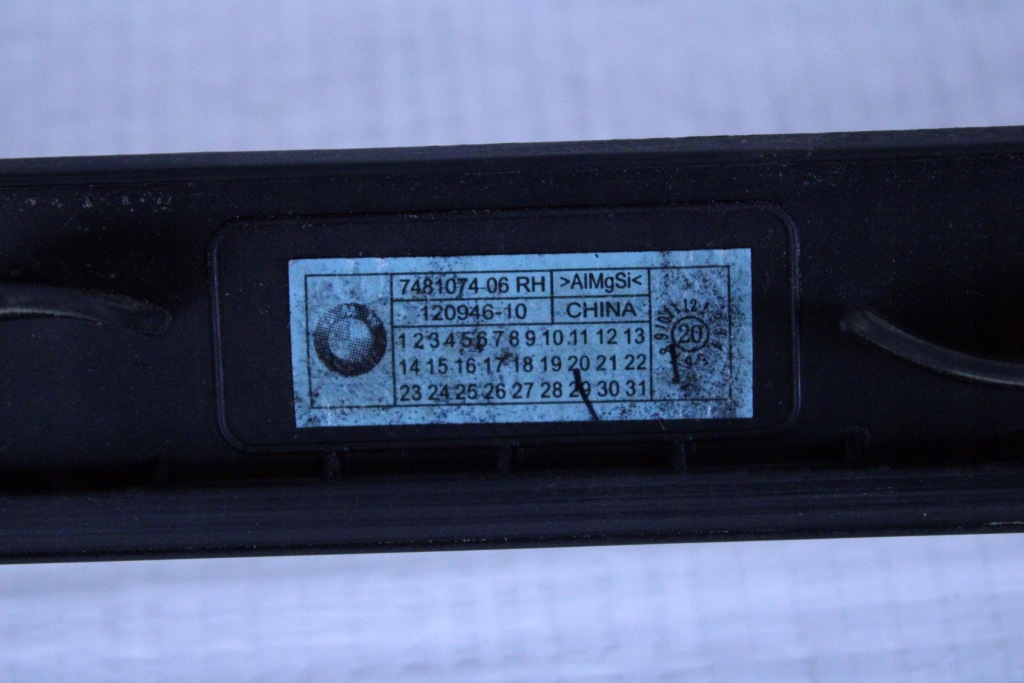 7481074-06 RH >AlMgSi<
120946-10 CHINA
1 2 3 4 5 6 7 8 9 10 11 12 13
14 15 16 17 18 19 20 21 22
23 24 25 26 27 28 29 30 31
20